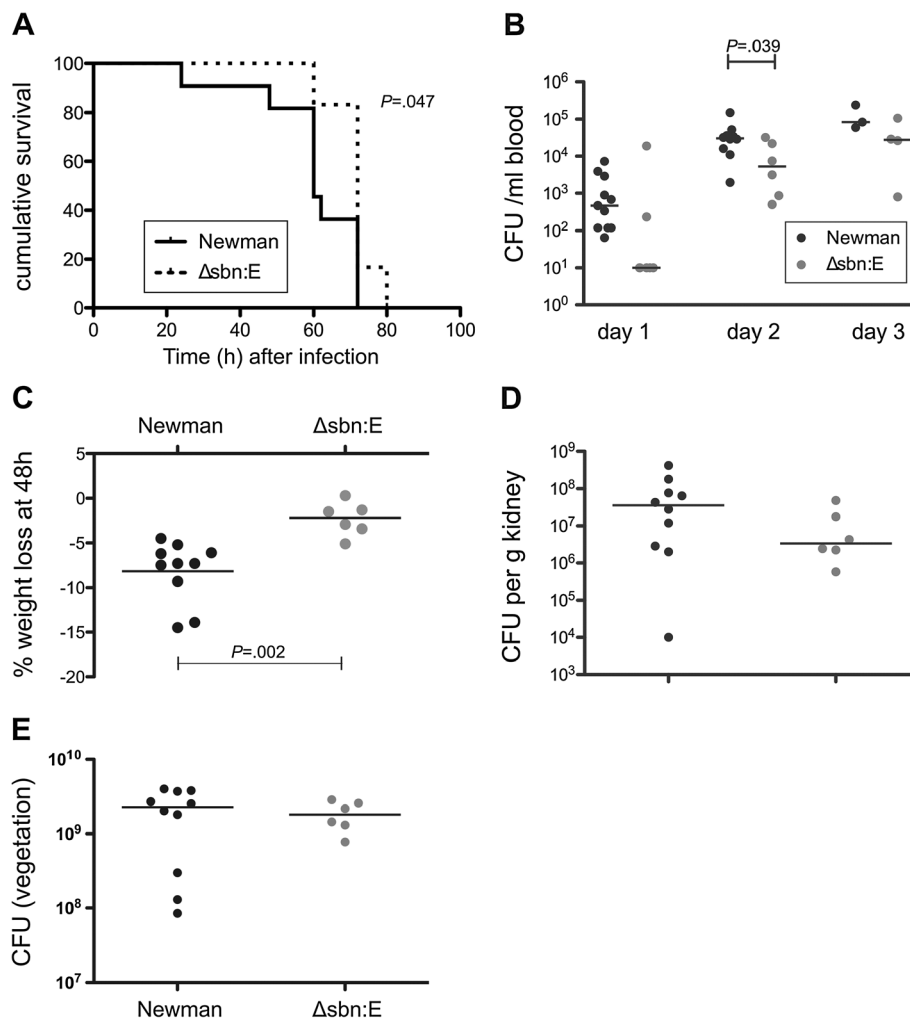 A
cumulative survival
100
80
60
40
20
0
P=.047
Newman
Δsbn:E
0 20 40 60 80 100
Time (h) after infection
B
P=.039
CFU /ml blood
10⁶
10⁵
10⁴
10³
10²
10¹
10⁰
Newman
Δsbn:E
day 1 day 2 day 3
C
Newman Δsbn:E
% weight loss at 48h
5
0
-5
-10
-15
-20
P=.002
D
CFU per g kidney
10⁹
10⁸
10⁷
10⁶
10⁵
10⁴
10³
E
CFU (vegetation)
10¹⁰
10⁹
10⁸
10⁷
Newman Δsbn:E